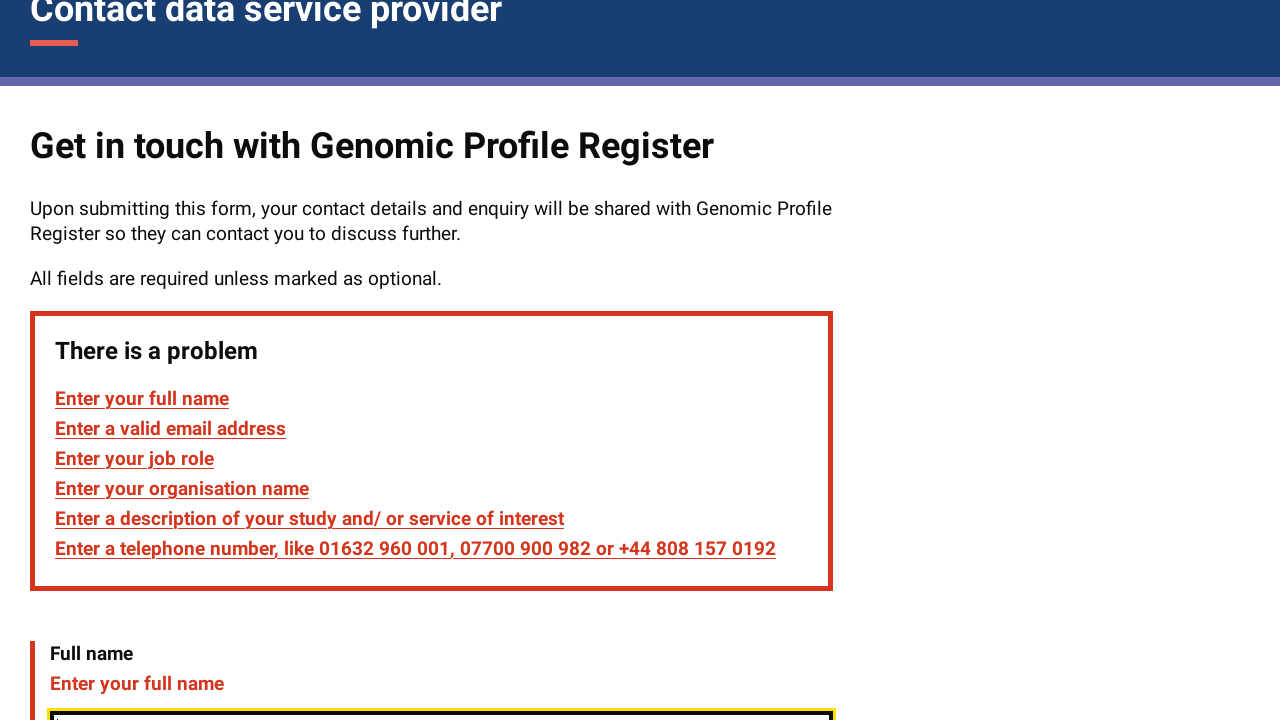 Contact data service provider
Get in touch with Genomic Profile Register
Upon submitting this form, your contact details and enquiry will be shared with Genomic Profile
Register so they can contact you to discuss further.
All fields are required unless marked as optional.
There is a problem
Enter your full name
Enter a valid email address
Enter your job role
Enter your organisation name
Enter a description of your study and/ or service of interest
Enter a telephone number, like 01632 960 001, 07700 900 982 or +44 808 157 0192
Full name
Enter your full name